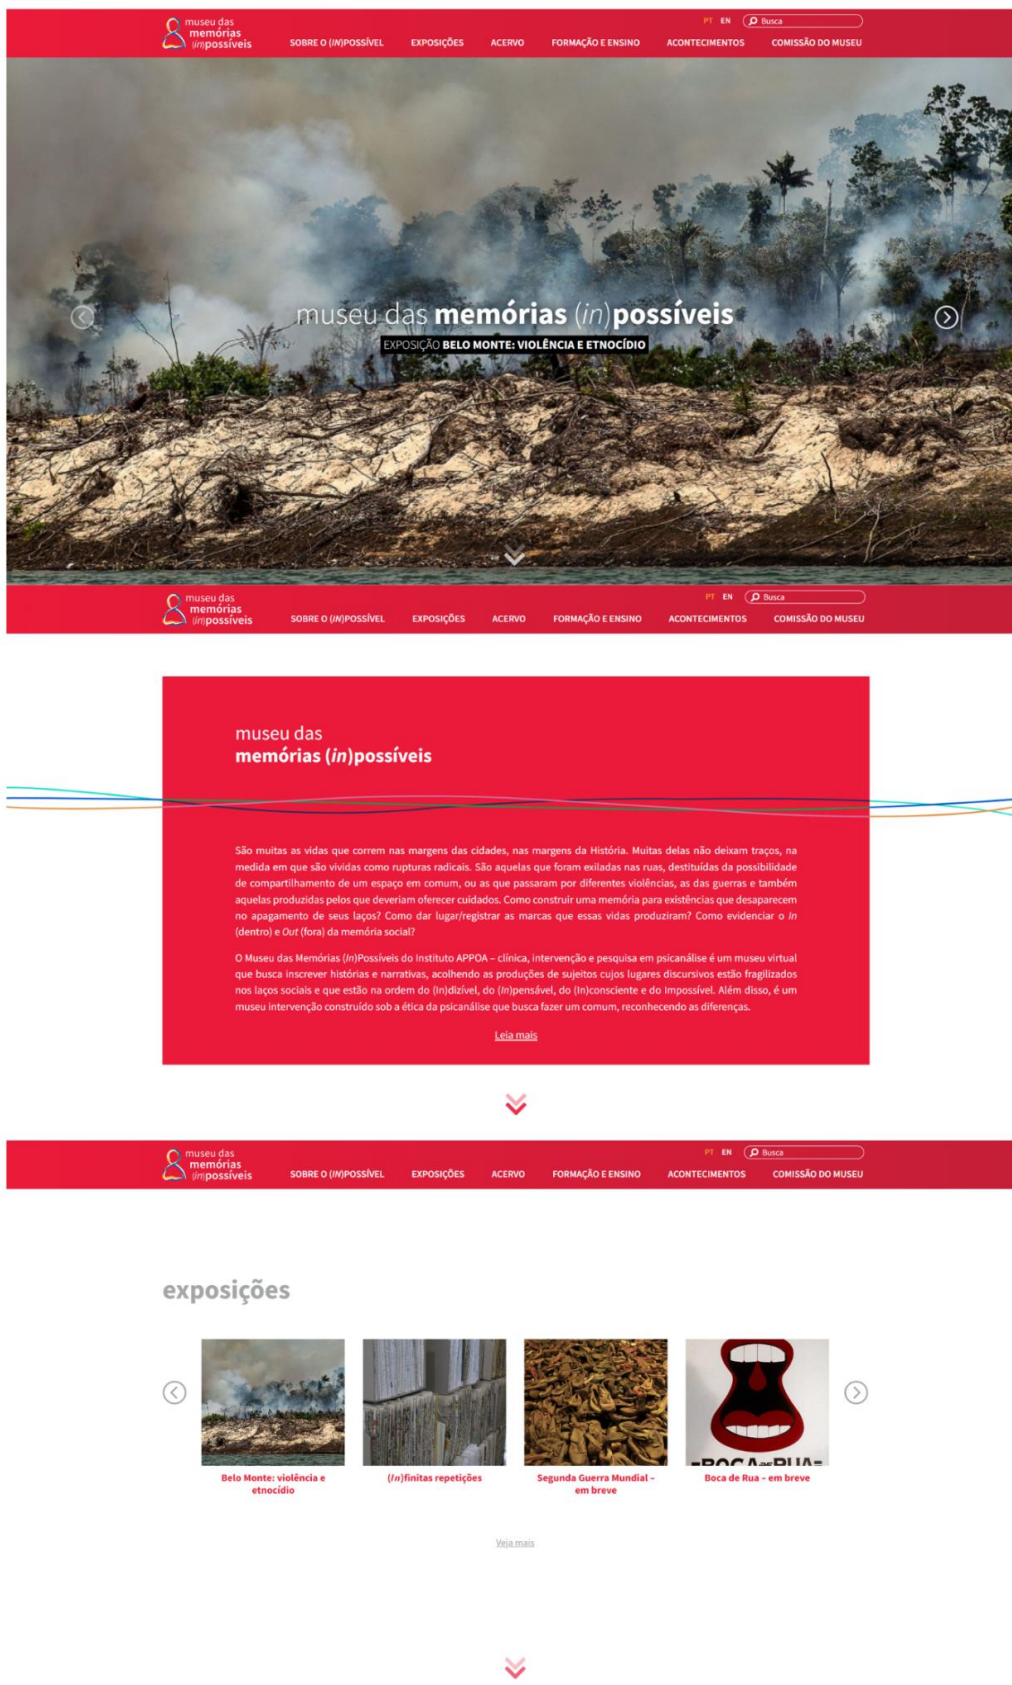 museu das
memórias
(in)possíveis
PT EN Busca
SOBRE O (IN)POSSÍVEL EXPOSIÇÕES ACERVO FORMAÇÃO E ENSINO ACONTECIMENTOS COMISSÃO DO MUSEU
museu das memórias (in)possíveis
EXPOSIÇÃO BELO MONTE: VIOLÊNCIA E ETNOCÍDIO
museu das
memórias
(in)possíveis
PT EN Busca
SOBRE O (IN)POSSÍVEL EXPOSIÇÕES ACERVO FORMAÇÃO E ENSINO ACONTECIMENTOS COMISSÃO DO MUSEU
museu das
memórias (in)possíveis
São muitas as vidas que correm nas margens das cidades, nas margens da História. Muitas delas não deixam traços, na
medida em que são vividas como rupturas radicais. São aquelas que foram exiladas nas ruas, destituídas da possibilidade
de compartilhamento de um espaço em comum, ou as que passaram por diferentes violências, as das guerras e também
aquelas produzidas pelos que deveriam oferecer cuidados. Como construir uma memória para existências que desaparecem
no apagamento de seus laços? Como dar lugar/registrar as marcas que essas vidas produziram? Como evidenciar o In
(dentro) e Out (fora) da memória social?
O Museu das Memórias (In)Possíveis do Instituto APPOA – clínica, intervenção e pesquisa em psicanálise é um museu virtual
que busca inscrever histórias e narrativas, acolhendo as produções de sujeitos cujos lugares discursivos estão fragilizados
nos laços sociais e que estão na ordem do (In)dizível, do (In)pensável, do (In)consciente e do Impossível. Além disso, é um
museu intervenção construído sob a ética da psicanálise que busca fazer um comum, reconhecendo as diferenças.
Leia mais
museu das
memórias
(in)possíveis
PT EN Busca
SOBRE O (IN)POSSÍVEL EXPOSIÇÕES ACERVO FORMAÇÃO E ENSINO ACONTECIMENTOS COMISSÃO DO MUSEU
exposições
BOCA DE RUA
Belo Monte: violência e
etnocídio
(In)finitas repetições
Segunda Guerra Mundial –
em breve
Boca de Rua – em breve
Veja mais